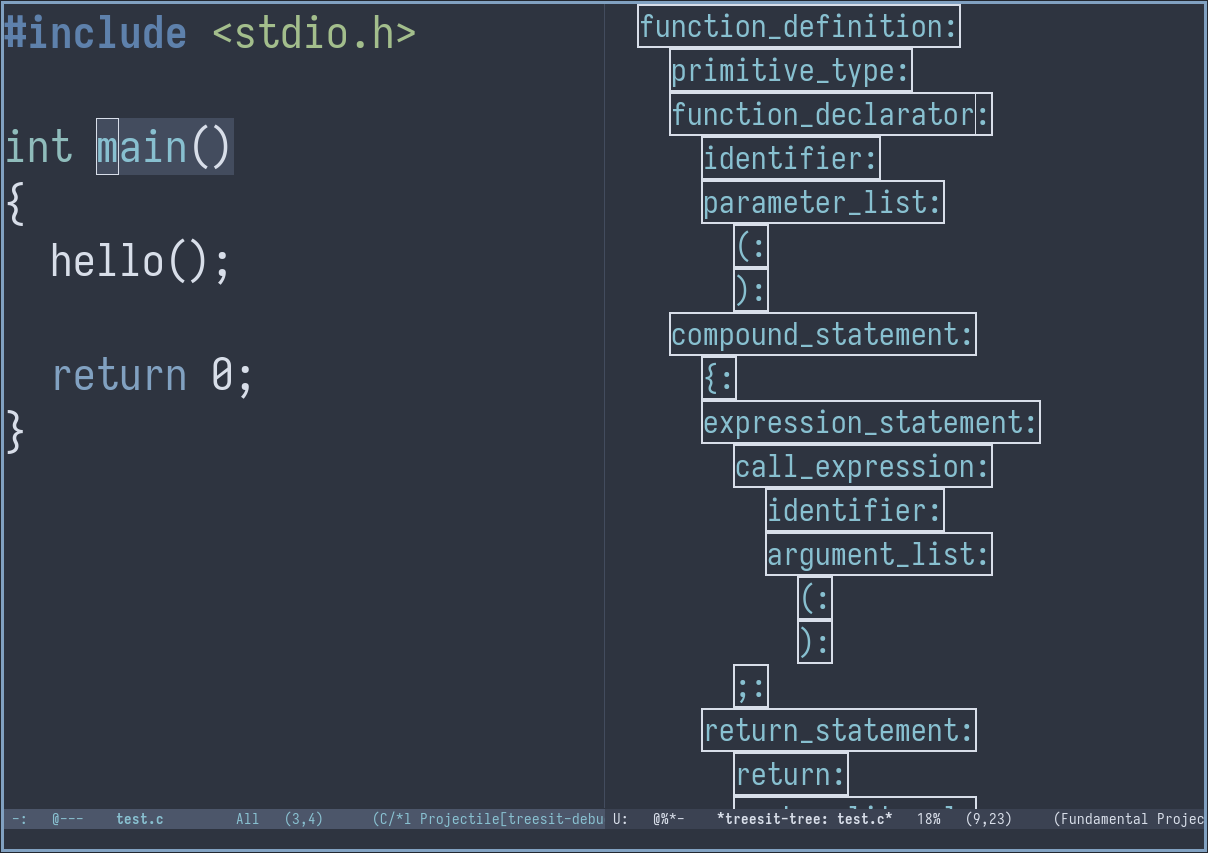 #include <stdio.h>
int main()
{
hello();
return 0;
}
function_definition:
primitive_type:
function_declarator:
identifier:
parameter_list:
(:
):
compound_statement:
{:
expression_statement:
call_expression:
identifier:
argument_list:
(:
):
;:
return_statement:
return:
-: @--- test.c All (3,4) (C/*l Projectile[treesit-debu
U: @%*- *treesit-tree: test.c* 18% (9,23) (Fundamental Projec